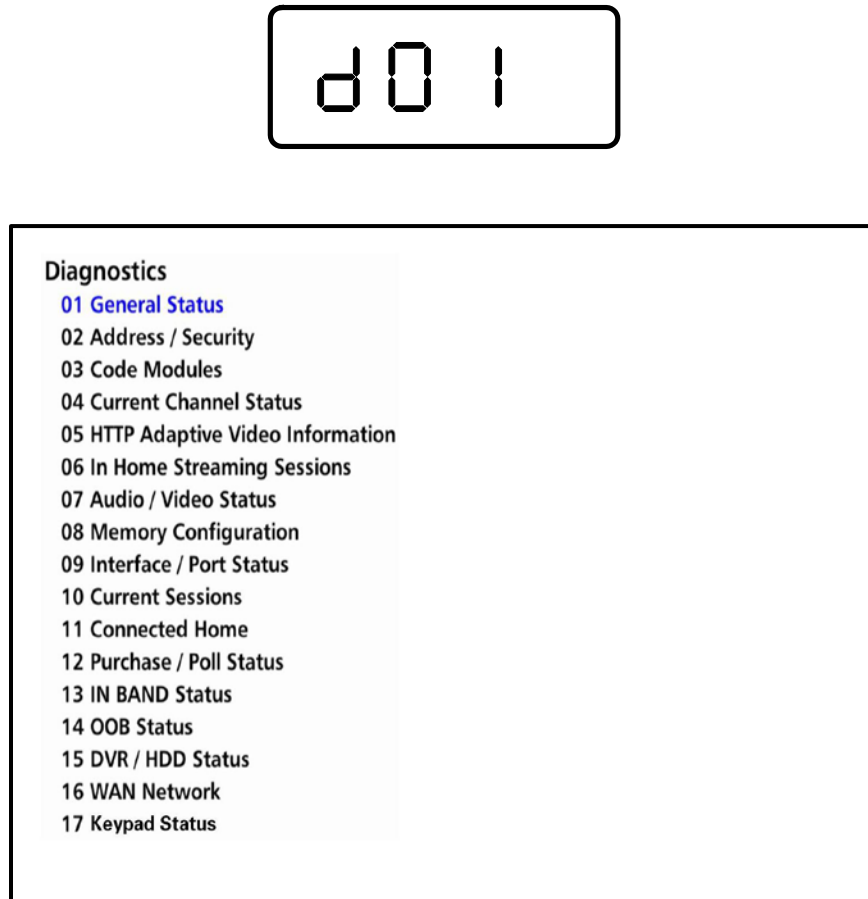 d01
Diagnostics
01 General Status
02 Address / Security
03 Code Modules
04 Current Channel Status
05 HTTP Adaptive Video Information
06 In Home Streaming Sessions
07 Audio / Video Status
08 Memory Configuration
09 Interface / Port Status
10 Current Sessions
11 Connected Home
12 Purchase / Poll Status
13 IN BAND Status
14 OOB Status
15 DVR / HDD Status
16 WAN Network
17 Keypad Status